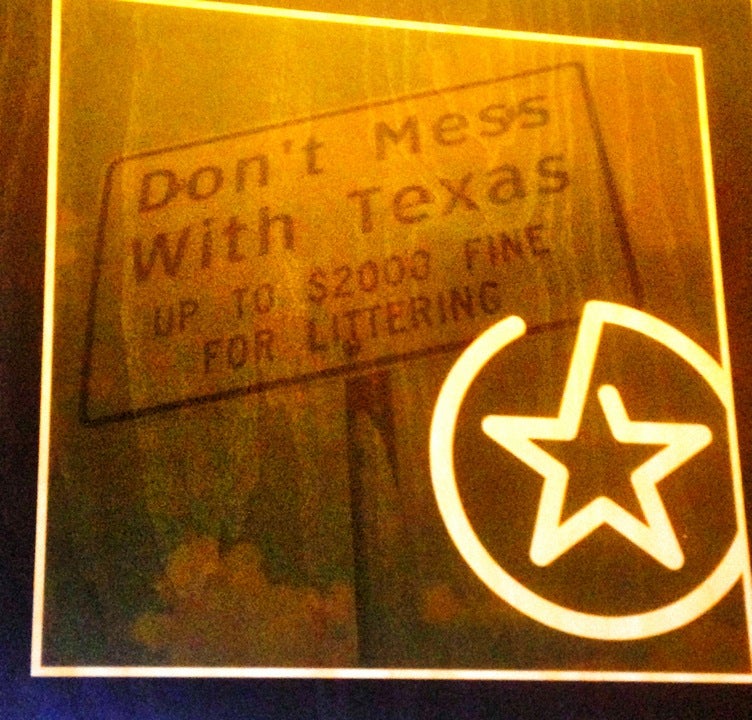 Don't Mess
With Texas
UP TO $2000 FINE
FOR LITTERING